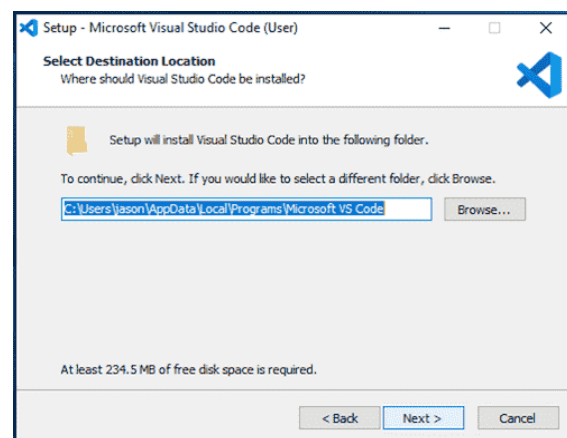 Setup - Microsoft Visual Studio Code (User)
Select Destination Location
Where should Visual Studio Code be installed?
Setup will install Visual Studio Code into the following folder.
To continue, click Next. If you would like to select a different folder, click Browse.
C:\Users\jason\AppData\Local\Programs\Microsoft VS Code
Browse...
At least 234.5 MB of free disk space is required.
< Back
Next >
Cancel